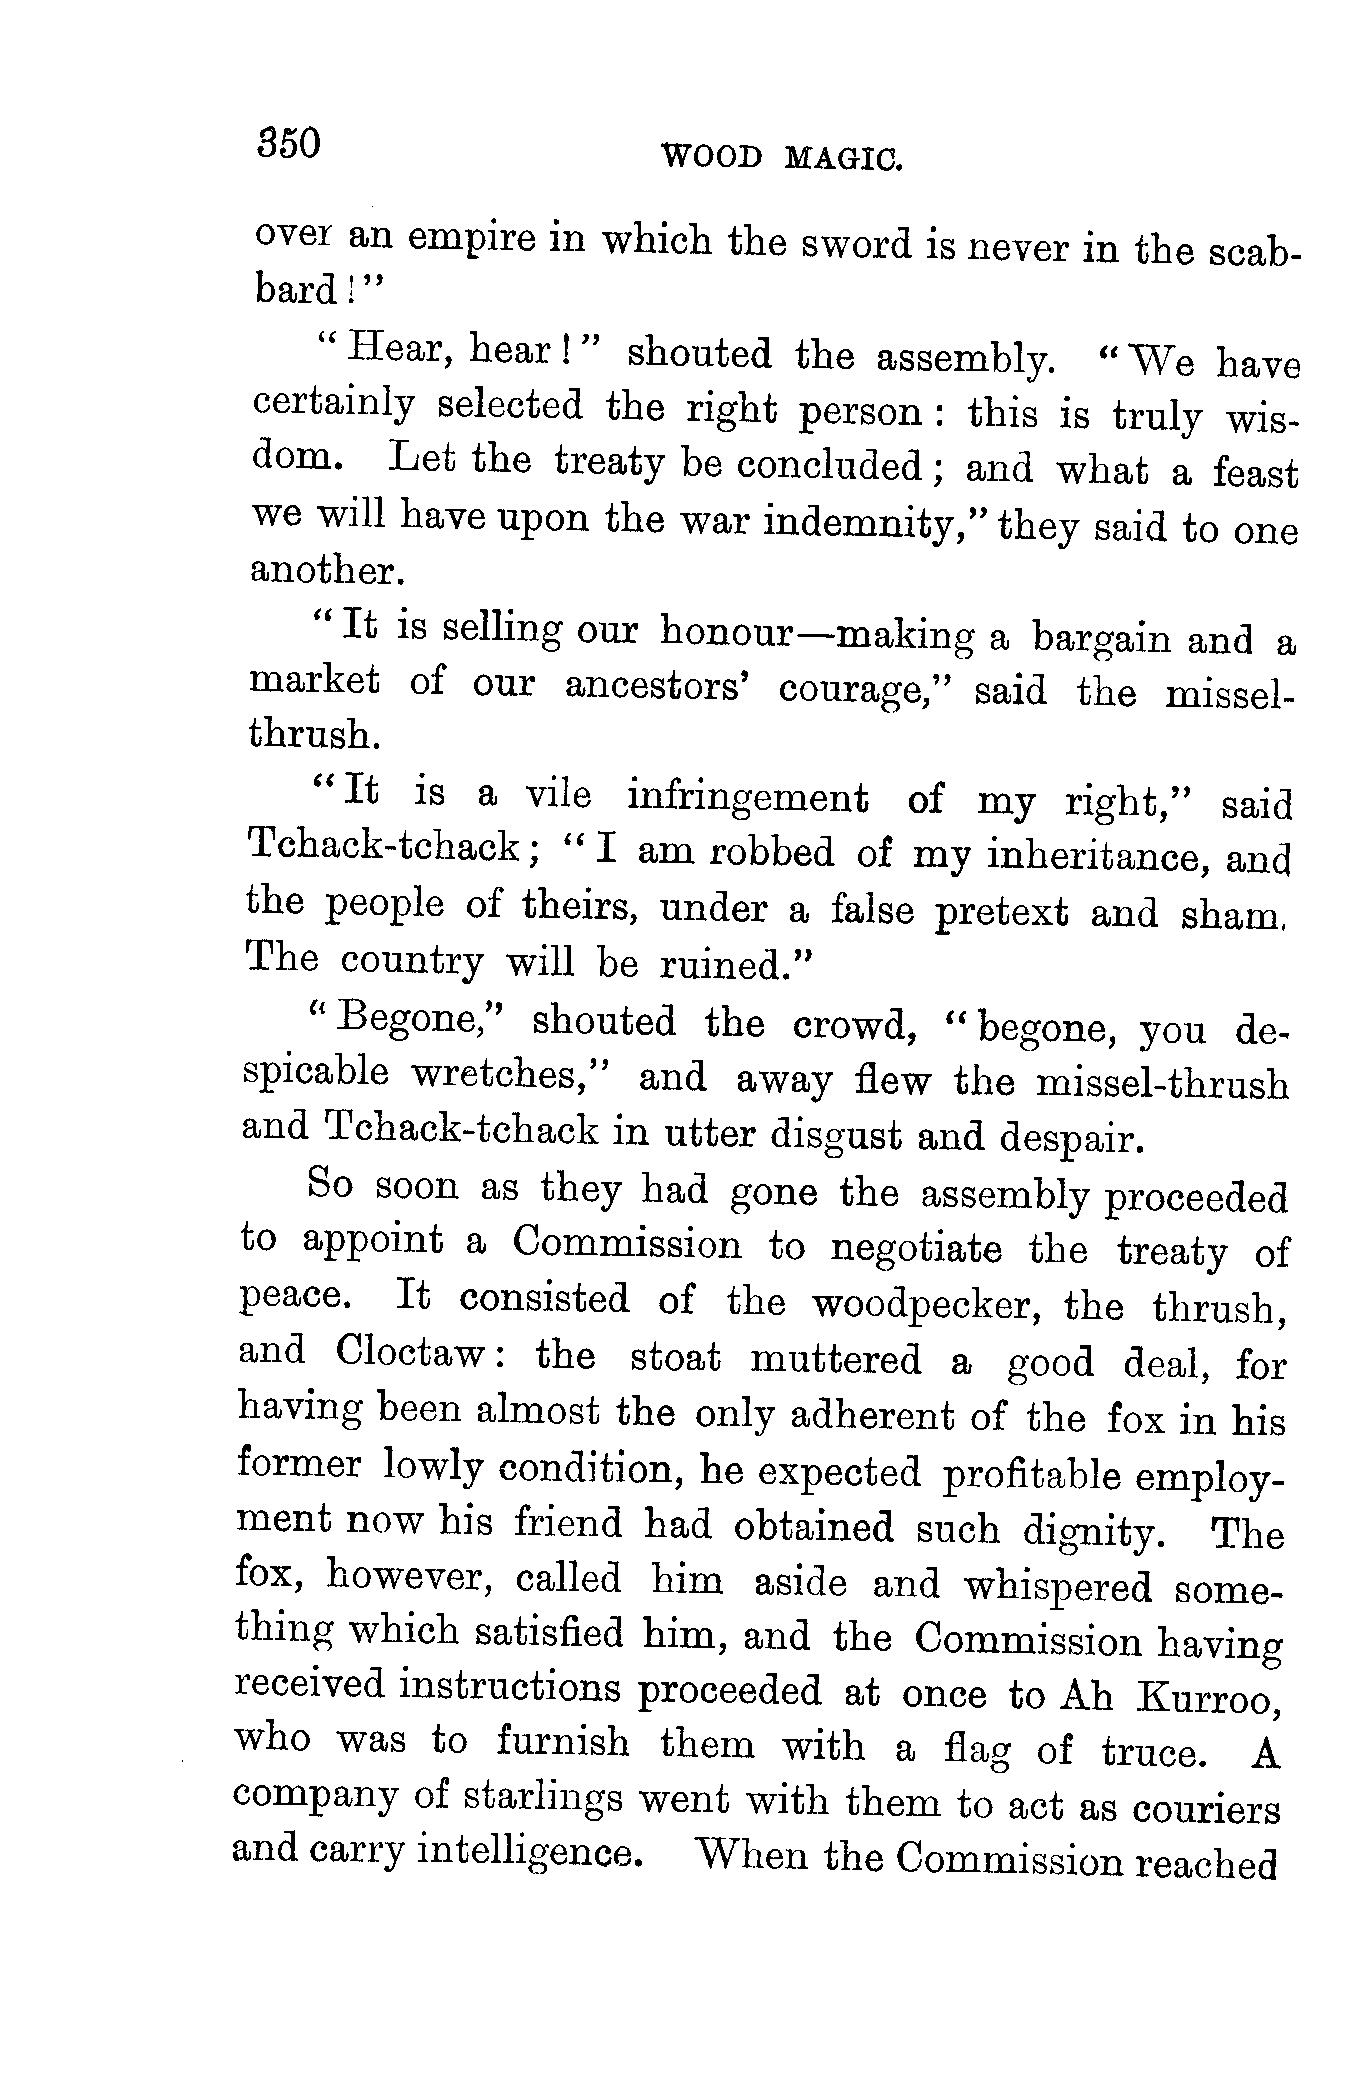 350
WOOD MAGIC.
over an empire in which the sword is never in the scab-
bard!"
"Hear, hear!" shouted the assembly. "We have
certainly selected the right person: this is truly wis-
dom. Let the treaty be concluded; and what a feast
we will have upon the war indemnity," they said to one
another.
"It is selling our honour—making a bargain and a
market of our ancestors' courage," said the missel-
thrush.
"It is a vile infringement of my right," said
Tchack-tchack; "I am robbed of my inheritance, and
the people of theirs, under a false pretext and sham.
The country will be ruined."
"Begone," shouted the crowd, "begone, you de-
spicable wretches," and away flew the missel-thrush
and Tchack-tchack in utter disgust and despair.
So soon as they had gone the assembly proceeded
to appoint a Commission to negotiate the treaty of
peace. It consisted of the woodpecker, the thrush,
and Cloctaw: the stoat muttered a good deal, for
having been almost the only adherent of the fox in his
former lowly condition, he expected profitable employ-
ment now his friend had obtained such dignity. The
fox, however, called him aside and whispered some-
thing which satisfied him, and the Commission having
received instructions proceeded at once to Ah Kurroo,
who was to furnish them with a flag of truce. A
company of starlings went with them to act as couriers
and carry intelligence. When the Commission reached